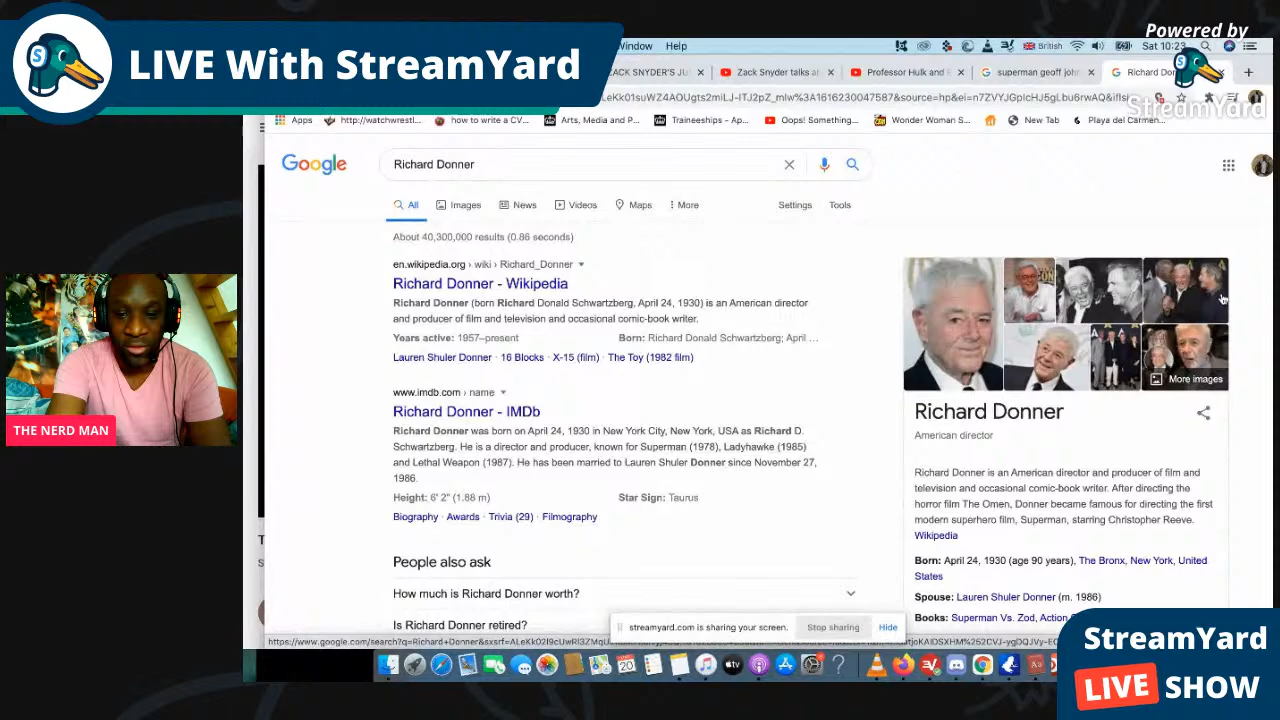 LIVE With StreamYard
Powered by
StreamYard
Window Help
British Sat 10:23
ZACK SNYDER'S JU
Zack Snyder talks a
Professor Hulk and E
superman geoff john
Richard Do
Apps http://watchwrestl... how to write a CV... Arts, Media and P... Traineeships – Ap... Oops! Something... Wonder Woman S... New Tab Playa del Carmen...
Google
Richard Donner
All Images News Videos Maps More Settings Tools
About 40,300,000 results (0.86 seconds)
en.wikipedia.org › wiki › Richard_Donner
Richard Donner - Wikipedia
Richard Donner (born Richard Donald Schwartzberg, April 24, 1930) is an American director
and producer of film and television and occasional comic-book writer.
Years active: 1957–present Born: Richard Donald Schwartzberg; April ...
Lauren Shuler Donner · 16 Blocks · X-15 (film) · The Toy (1982 film)
www.imdb.com › name
Richard Donner - IMDb
Richard Donner was born on April 24, 1930 in New York City, New York, USA as Richard D.
Schwartzberg. He is a director and producer, known for Superman (1978), Ladyhawke (1985)
and Lethal Weapon (1987). He has been married to Lauren Shuler Donner since November 27,
1986.
Height: 6' 2" (1.88 m) Star Sign: Taurus
Biography · Awards · Trivia (29) · Filmography
People also ask
How much is Richard Donner worth?
Is Richard Donner retired?
More images
Richard Donner
American director
Richard Donner is an American director and producer of film and
television and occasional comic-book writer. After directing the
horror film The Omen, Donner became famous for directing the first
modern superhero film, Superman, starring Christopher Reeve.
Wikipedia
Born: April 24, 1930 (age 90 years), The Bronx, New York, United
States
Spouse: Lauren Shuler Donner (m. 1986)
Books: Superman Vs. Zod, Action
streamyard.com is sharing your screen. Stop sharing Hide
THE NERD MAN
StreamYard
LIVE SHOW